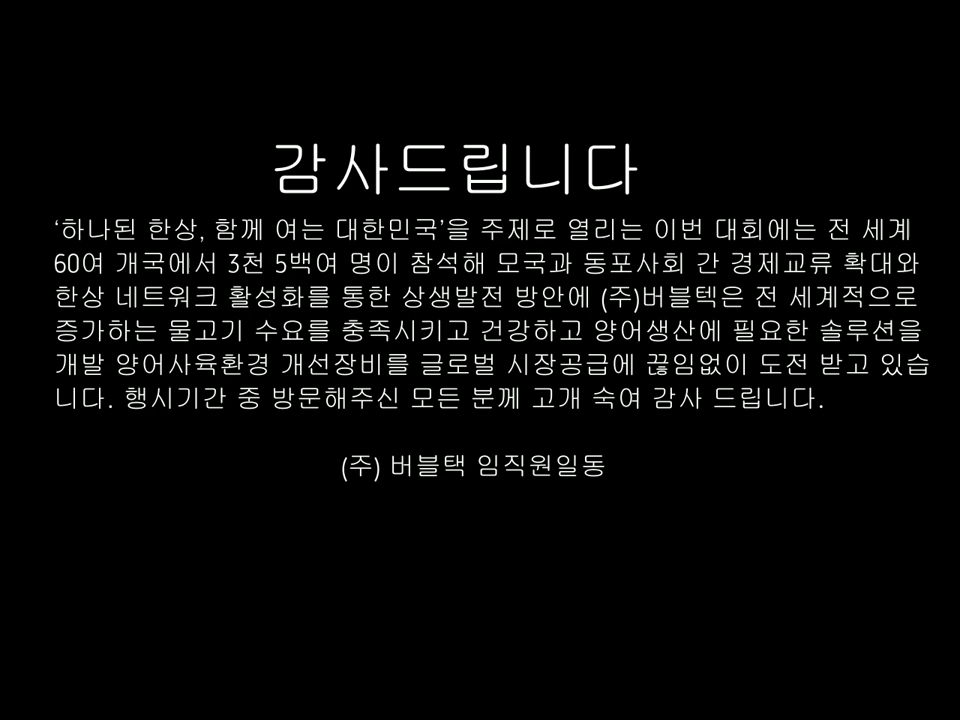 감사드립니다
‘하나된 한상, 함께 여는 대한민국’을 주제로 열리는 이번 대회에는 전 세계
60여 개국에서 3천 5백여 명이 참석해 모국과 동포사회 간 경제교류 확대와
한상 네트워크 활성화를 통한 상생발전 방안에 (주)버블텍은 전 세계적으로
증가하는 물고기 수요를 충족시키고 건강하고 양어생산에 필요한 솔루션을
개발 양어사육환경 개선장비를 글로벌 시장공급에 끊임없이 도전 받고 있습
니다. 행시기간 중 방문해주신 모든 분께 고개 숙여 감사 드립니다.
(주) 버블택 임직원일동